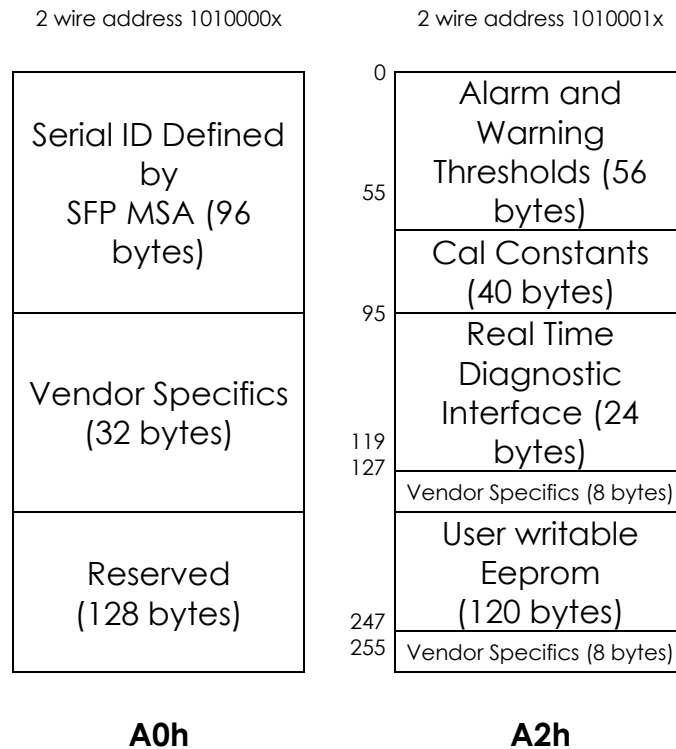 2 wire address 1010000x
Serial ID Defined
by
SFP MSA (96
bytes)
Vendor Specifics
(32 bytes)
Reserved
(128 bytes)
A0h
2 wire address 1010001x
0
Alarm and
Warning
Thresholds (56
bytes)
55
Cal Constants
(40 bytes)
95
Real Time
Diagnostic
Interface (24
bytes)
119
127
Vendor Specifics (8 bytes)
User writable
Eeprom
(120 bytes)
247
255
Vendor Specifics (8 bytes)
A2h